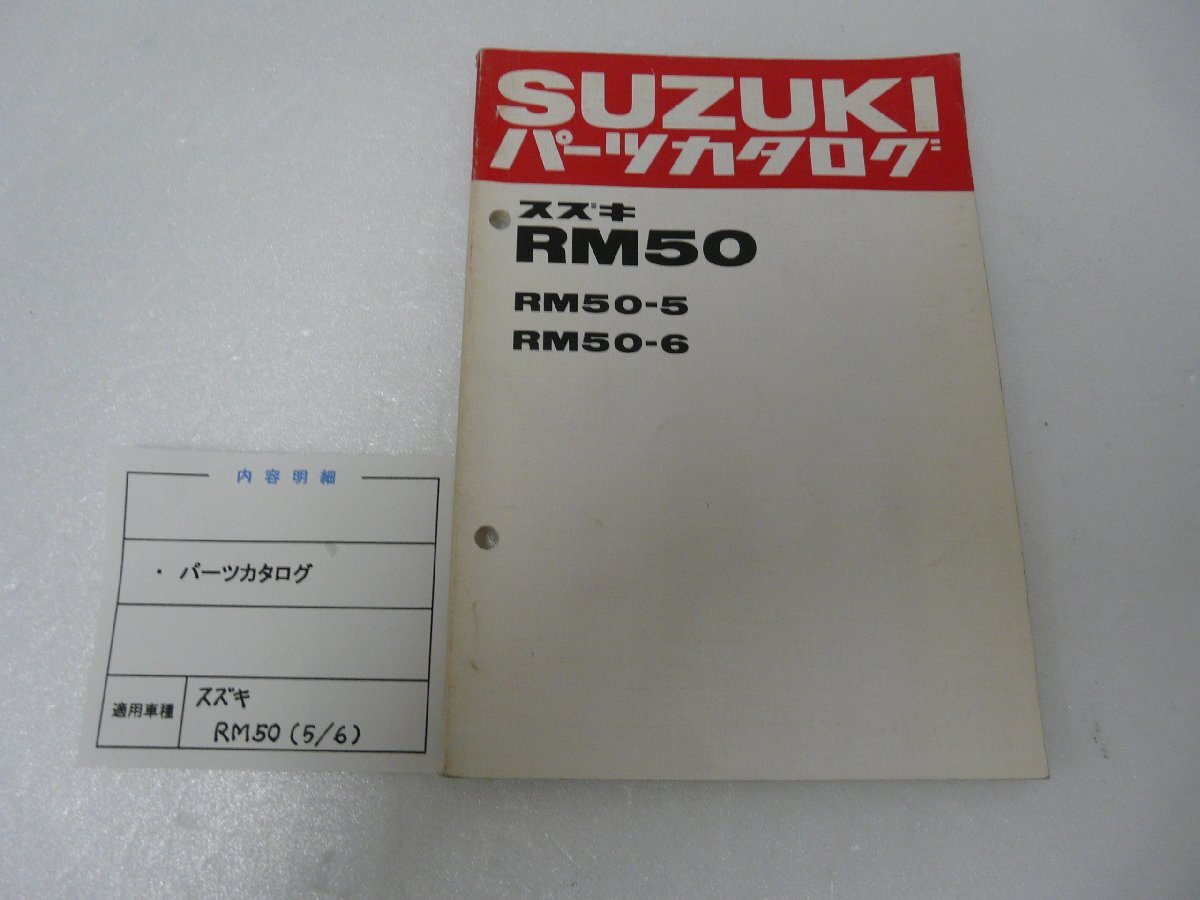 SUZUKI
パーツカタログ
スズキ
RM50
RM50-5
RM50-6
内容明細
・ パーツカタログ
適用車種
スズキ
RM50(5/6)